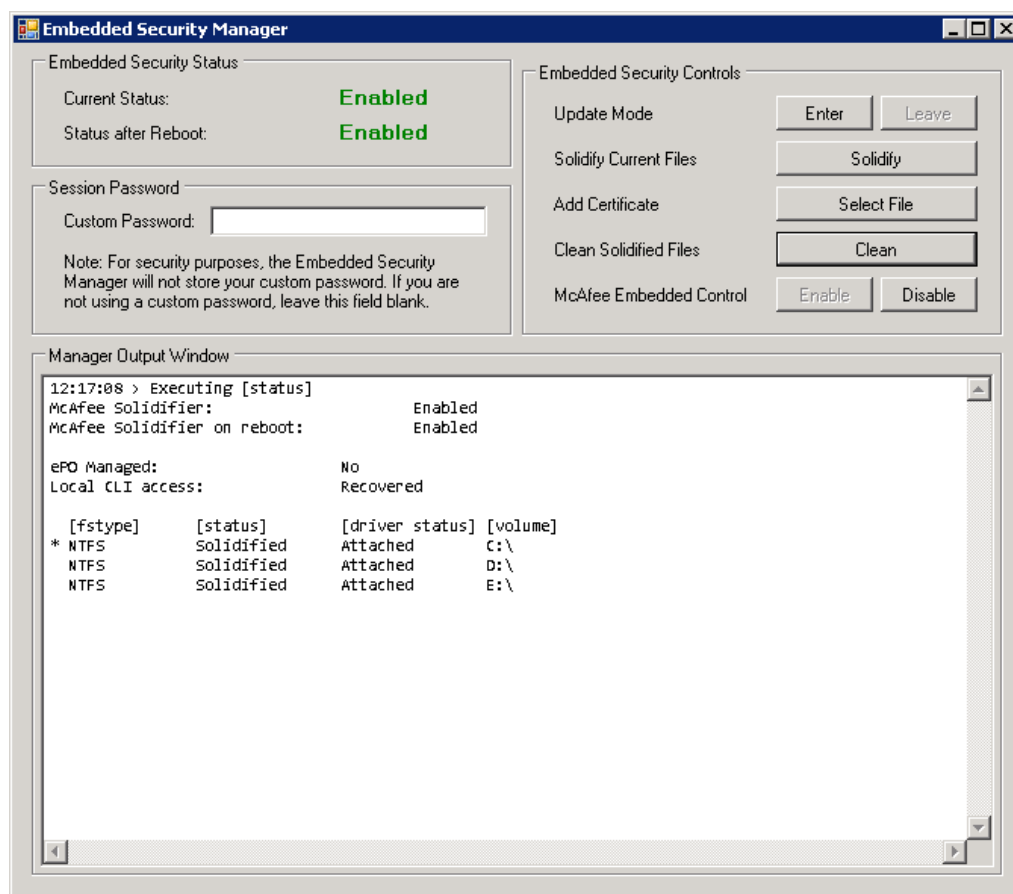 Embedded Security Manager
Embedded Security Status
Current Status: Enabled
Status after Reboot: Enabled
Session Password
Custom Password:
Note: For security purposes, the Embedded Security
Manager will not store your custom password. If you are
not using a custom password, leave this field blank.
Embedded Security Controls
Update Mode Enter Leave
Solidify Current Files Solidify
Add Certificate Select File
Clean Solidified Files Clean
McAfee Embedded Control Enable Disable
Manager Output Window
12:17:08 > Executing [status]
McAfee Solidifier: Enabled
McAfee Solidifier on reboot: Enabled
ePO Managed: No
Local CLI access: Recovered
[fstype] [status] [driver status] [volume]
* NTFS Solidified Attached C:\
NTFS Solidified Attached D:\
NTFS Solidified Attached E:\